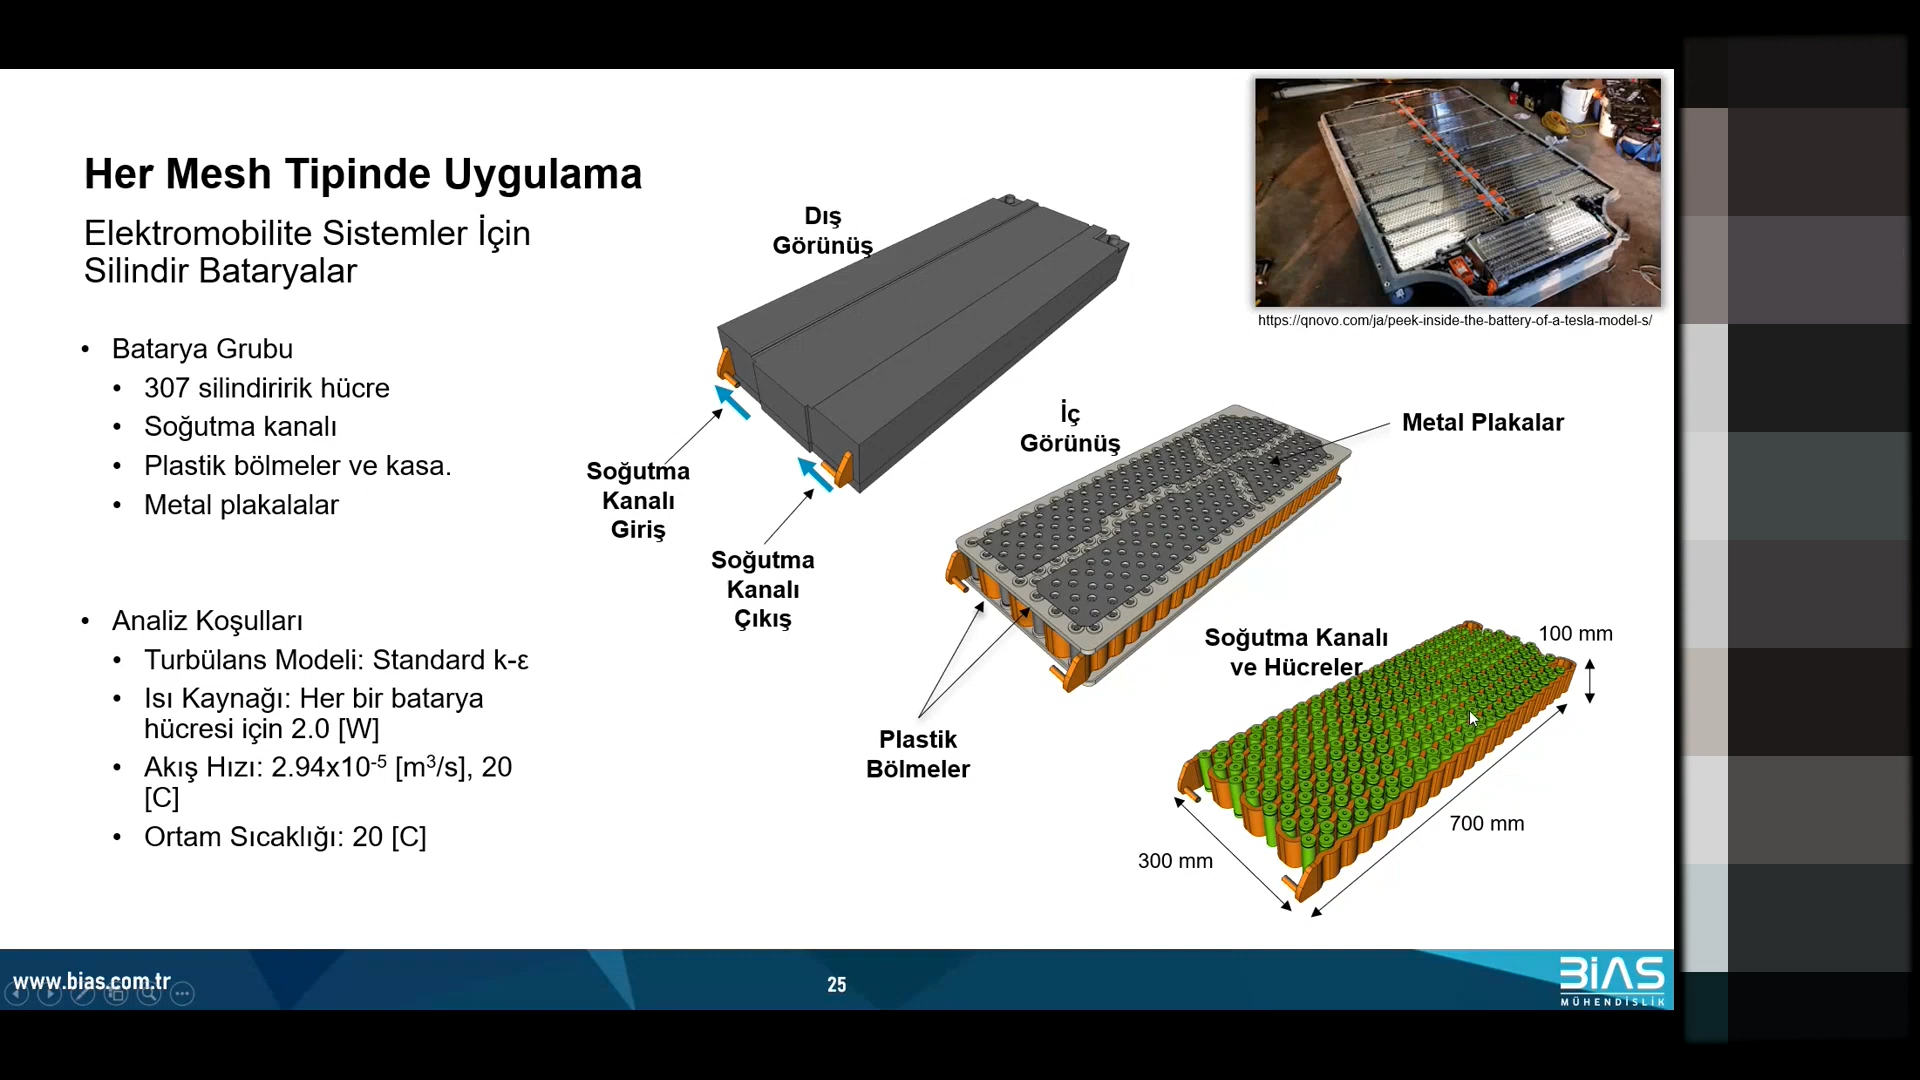 Her Mesh Tipinde Uygulama
Elektromobilite Sistemler İçin
Silindir Bataryalar
• Batarya Grubu
• 307 silindiririk hücre
• Soğutma kanalı
• Plastik bölmeler ve kasa.
• Metal plakalalar
• Analiz Koşulları
• Turbülans Modeli: Standard k-ε
• Isı Kaynağı: Her bir batarya
hücresi için 2.0 [W]
• Akış Hızı: 2.94x10⁻⁵ [m³/s], 20
[C]
• Ortam Sıcaklığı: 20 [C]
Dış
Görünüş
Soğutma
Kanalı
Giriş
Soğutma
Kanalı
Çıkış
https://qnovo.com/ja/peek-inside-the-battery-of-a-tesla-model-s/
İç
Görünüş
Metal Plakalar
Plastik
Bölmeler
Soğutma Kanalı
ve Hücreler
100 mm
700 mm
300 mm
www.bias.com.tr
25
BİAS
MÜHENDİSLİK